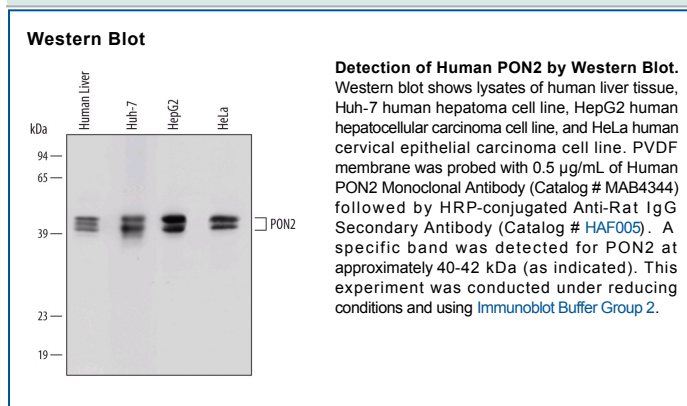 Western Blot
Human Liver
Huh-7
HepG2
HeLa
kDa
94
65
39
23
19
PON2
Detection of Human PON2 by Western Blot.
Western blot shows lysates of human liver tissue,
Huh-7 human hepatoma cell line, HepG2 human
hepatocellular carcinoma cell line, and HeLa human
cervical epithelial carcinoma cell line. PVDF
membrane was probed with 0.5 µg/mL of Human
PON2 Monoclonal Antibody (Catalog # MAB4344)
followed by HRP-conjugated Anti-Rat IgG
Secondary Antibody (Catalog # HAF005). A
specific band was detected for PON2 at
approximately 40-42 kDa (as indicated). This
experiment was conducted under reducing
conditions and using Immunoblot Buffer Group 2.